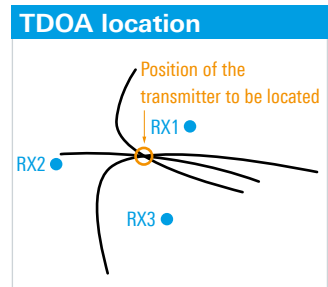 TDOA location
Position of the
transmitter to be located
RX1
RX2
RX3